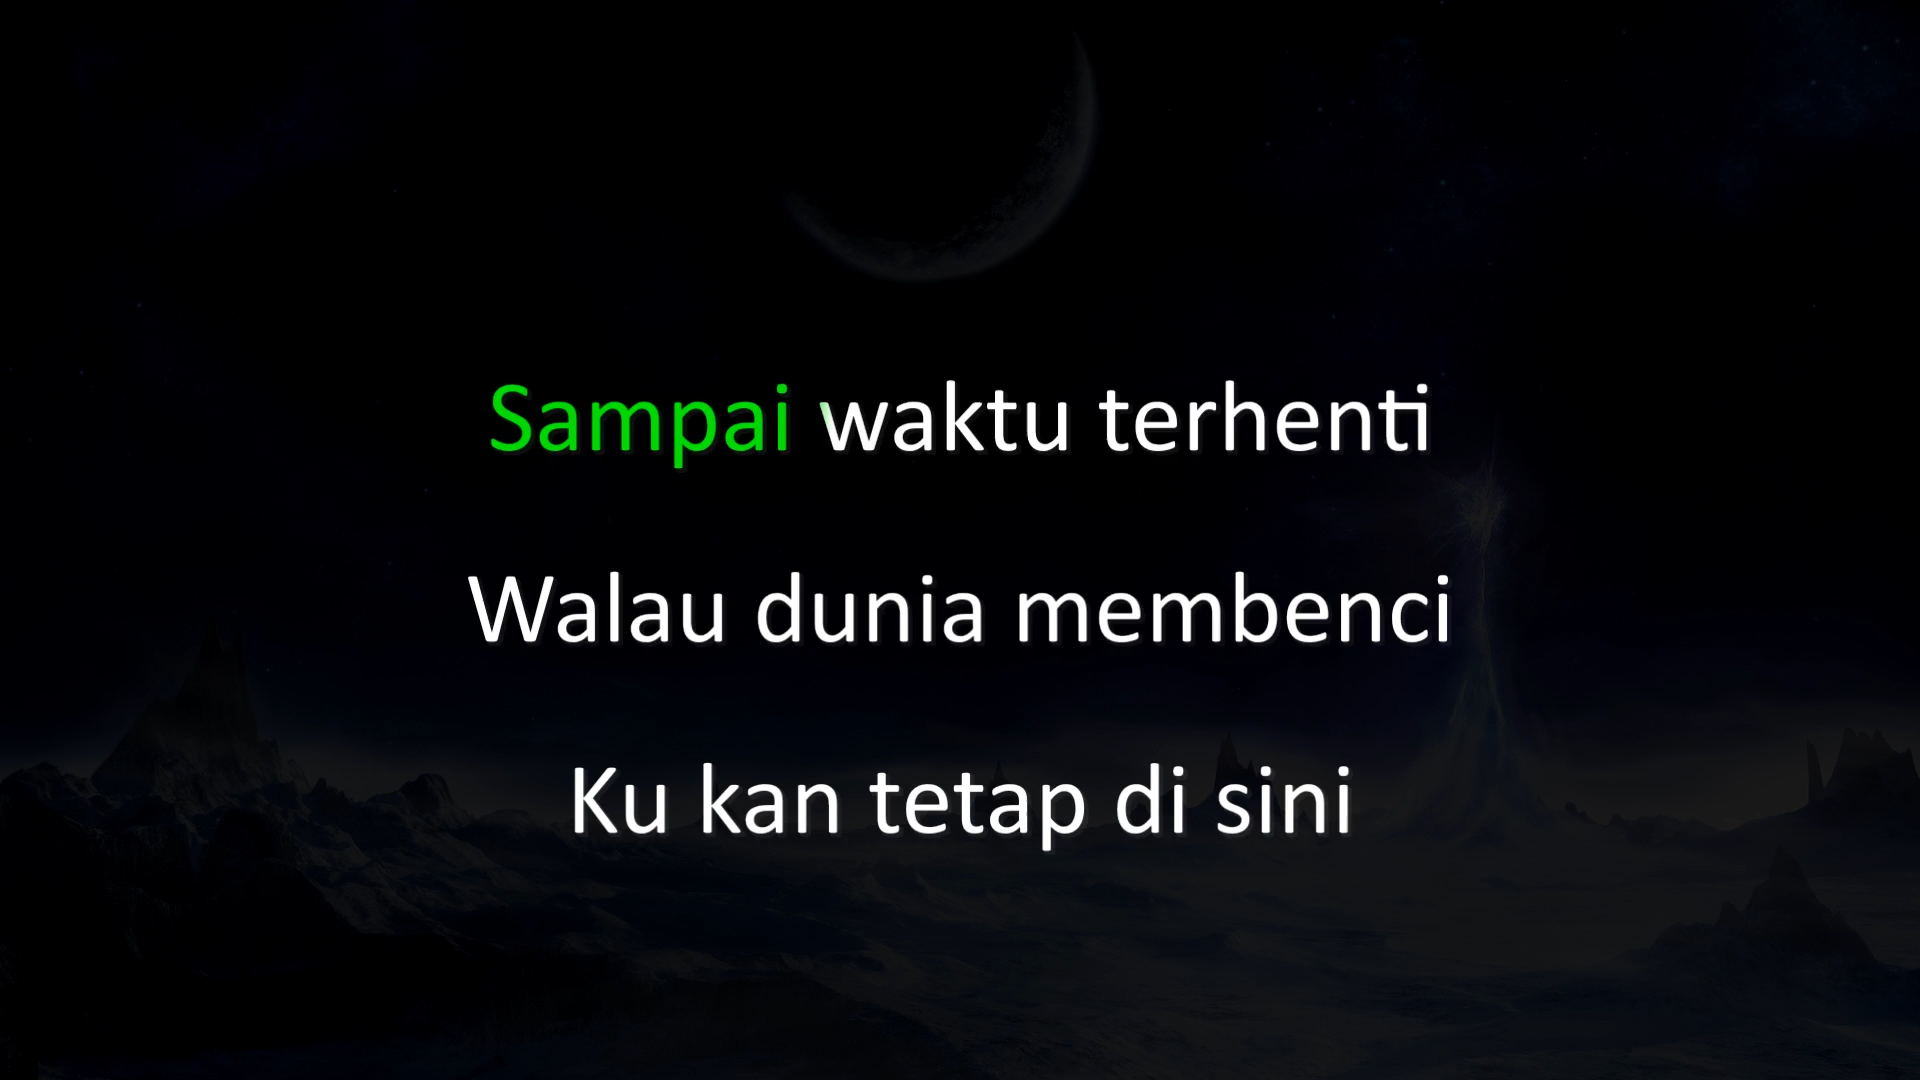 Sampai waktu terhenti
Walau dunia membenci
Ku kan tetap di sini